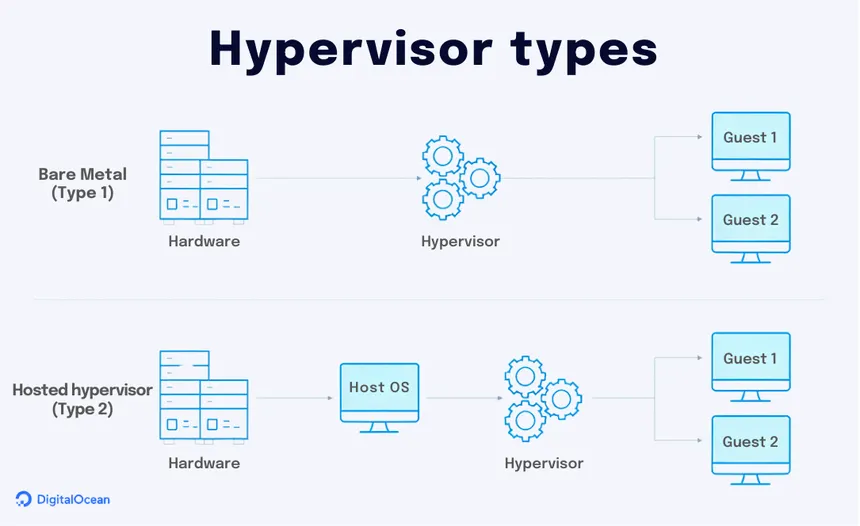 Hypervisor types
Bare Metal
(Type 1)
Hardware
Hypervisor
Guest 1
Guest 2
Hosted hypervisor
(Type 2)
Hardware
Host OS
Hypervisor
Guest 1
Guest 2
DigitalOcean